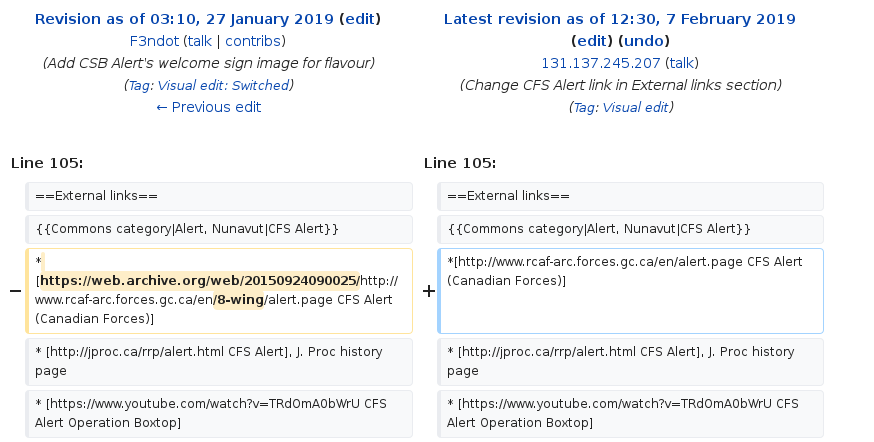 Revision as of 03:10, 27 January 2019 (edit)
F3ndot (talk | contribs)
(Add CSB Alert's welcome sign image for flavour)
(Tag: Visual edit: Switched)
← Previous edit
Latest revision as of 12:30, 7 February 2019
(edit) (undo)
131.137.245.207 (talk)
(Change CFS Alert link in External links section)
(Tag: Visual edit)
Line 105:
Line 105:
==External links==
==External links==
{{Commons category|Alert, Nunavut|CFS Alert}}
{{Commons category|Alert, Nunavut|CFS Alert}}
−
*
[https://web.archive.org/web/20150924090025/http://
www.rcaf-arc.forces.gc.ca/en/8-wing/alert.page CFS Alert
(Canadian Forces)]
+
*[http://www.rcaf-arc.forces.gc.ca/en/alert.page CFS Alert
(Canadian Forces)]
* [http://jproc.ca/rrp/alert.html CFS Alert], J. Proc history
page
* [http://jproc.ca/rrp/alert.html CFS Alert], J. Proc history
page
* [https://www.youtube.com/watch?v=TRdOmA0bWrU CFS
Alert Operation Boxtop]
* [https://www.youtube.com/watch?v=TRdOmA0bWrU CFS
Alert Operation Boxtop]